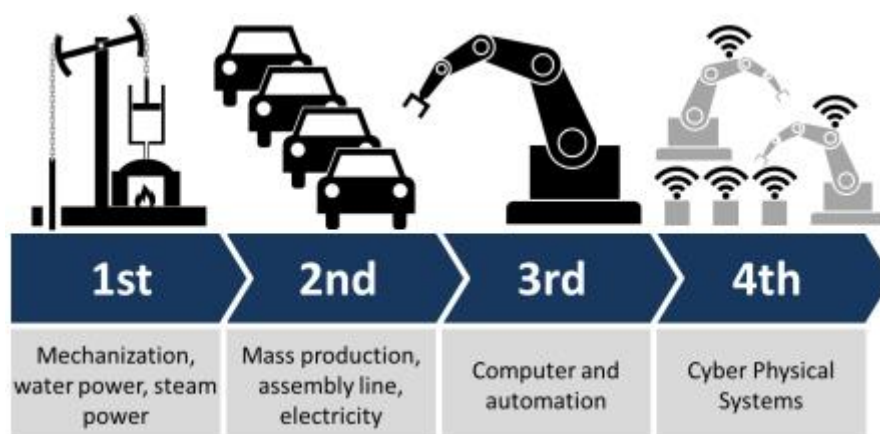 1st
2nd
3rd
4th
Mechanization,
water power, steam
power
Mass production,
assembly line,
electricity
Computer and
automation
Cyber Physical
Systems